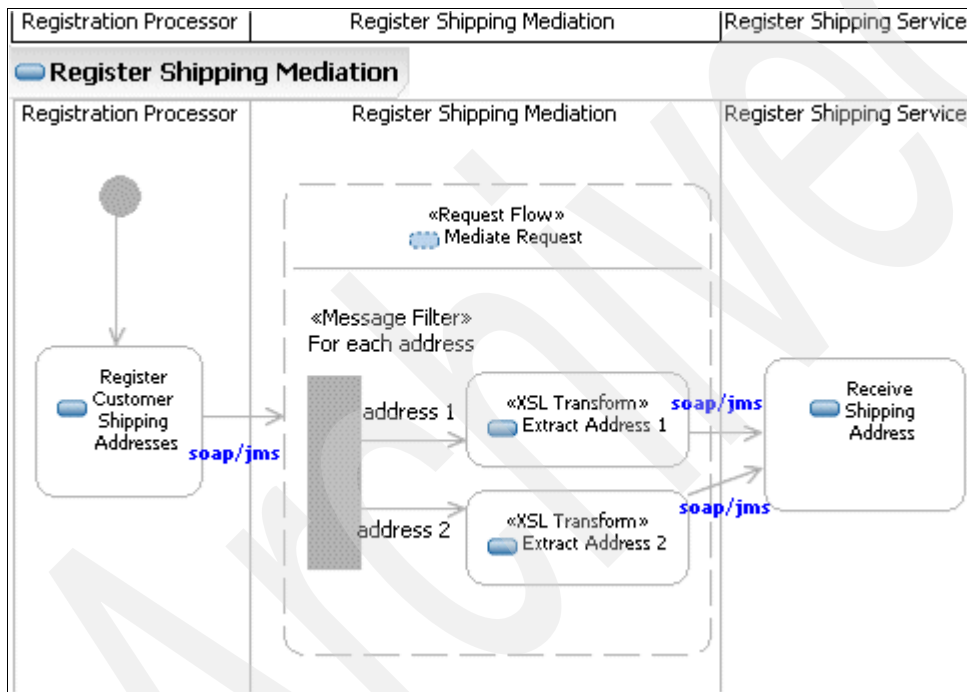 Registration Processor
Register Shipping Mediation
Register Shipping Service
Register Shipping Mediation
Registration Processor
Register Shipping Mediation
Register Shipping Service
«Request Flow»
Mediate Request
«Message Filter»
For each address
Register
Customer
Shipping
Addresses
soap/jms
address 1
«XSL Transform»
Extract Address 1
soap/jms
address 2
«XSL Transform»
Extract Address 2
soap/jms
Receive
Shipping
Address